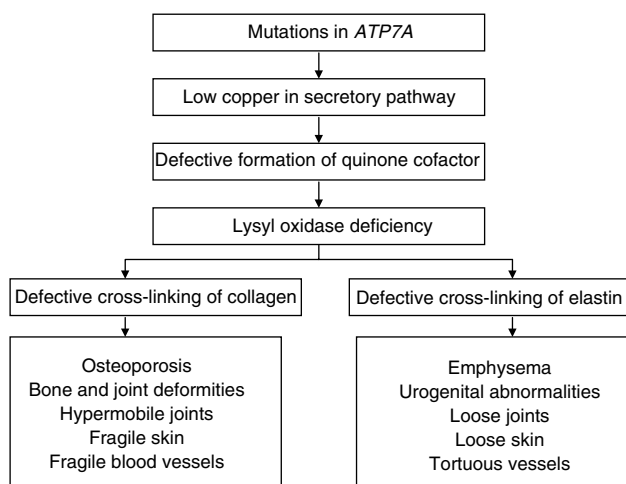 Mutations in ATP7A
Low copper in secretory pathway
Defective formation of quinone cofactor
Lysyl oxidase deficiency
Defective cross-linking of collagen
Defective cross-linking of elastin
Osteoporosis
Bone and joint deformities
Hypermobile joints
Fragile skin
Fragile blood vessels
Emphysema
Urogenital abnormalities
Loose joints
Loose skin
Tortuous vessels